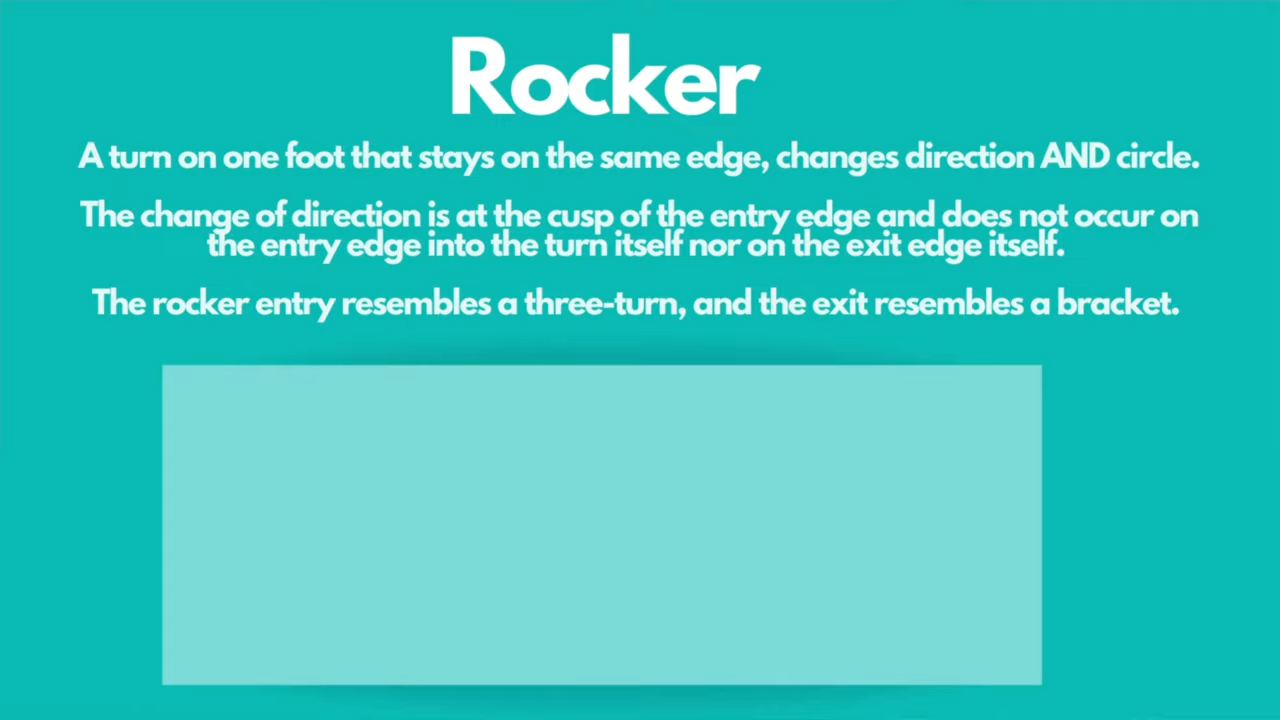 Rocker
A turn on one foot that stays on the same edge, changes direction AND circle.
The change of direction is at the cusp of the entry edge and does not occur on
the entry edge into the turn itself nor on the exit edge itself.
The rocker entry resembles a three-turn, and the exit resembles a bracket.